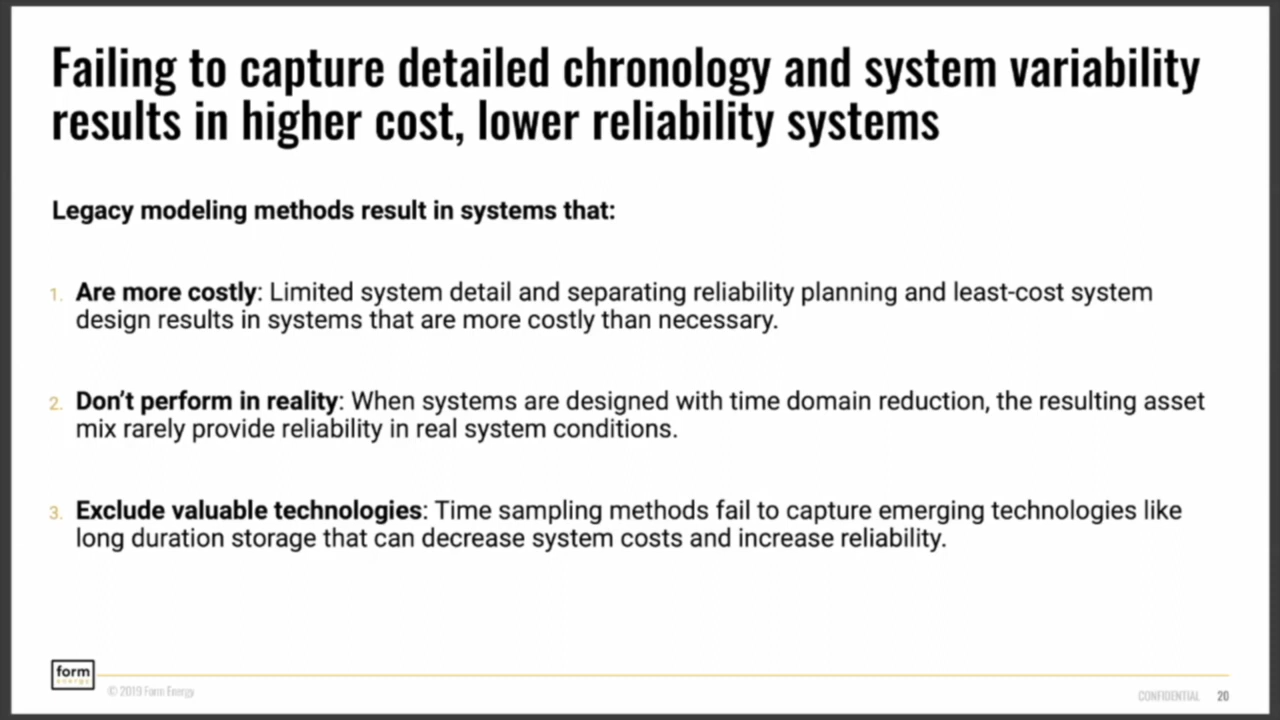 Failing to capture detailed chronology and system variability
results in higher cost, lower reliability systems
Legacy modeling methods result in systems that:
1. Are more costly: Limited system detail and separating reliability planning and least-cost system
design results in systems that are more costly than necessary.
2. Don't perform in reality: When systems are designed with time domain reduction, the resulting asset
mix rarely provide reliability in real system conditions.
3. Exclude valuable technologies: Time sampling methods fail to capture emerging technologies like
long duration storage that can decrease system costs and increase reliability.
form
energy
© 2019 Form Energy
CONFIDENTIAL 20